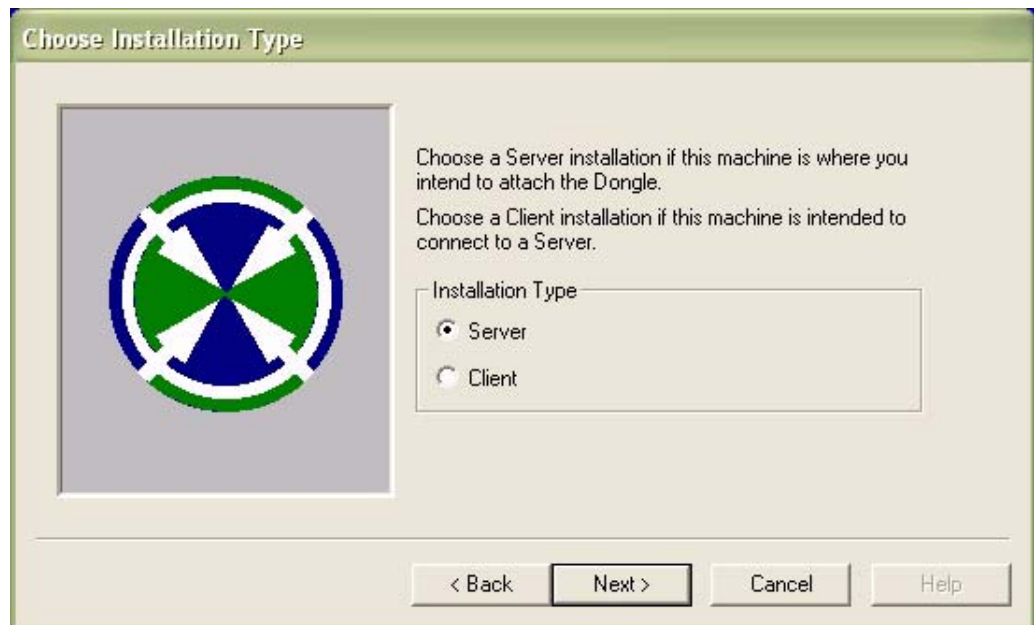 Choose Installation Type
Choose a Server installation if this machine is where you
intend to attach the Dongle.
Choose a Client installation if this machine is intended to
connect to a Server.
Installation Type
Server
Client
< Back
Next >
Cancel
Help